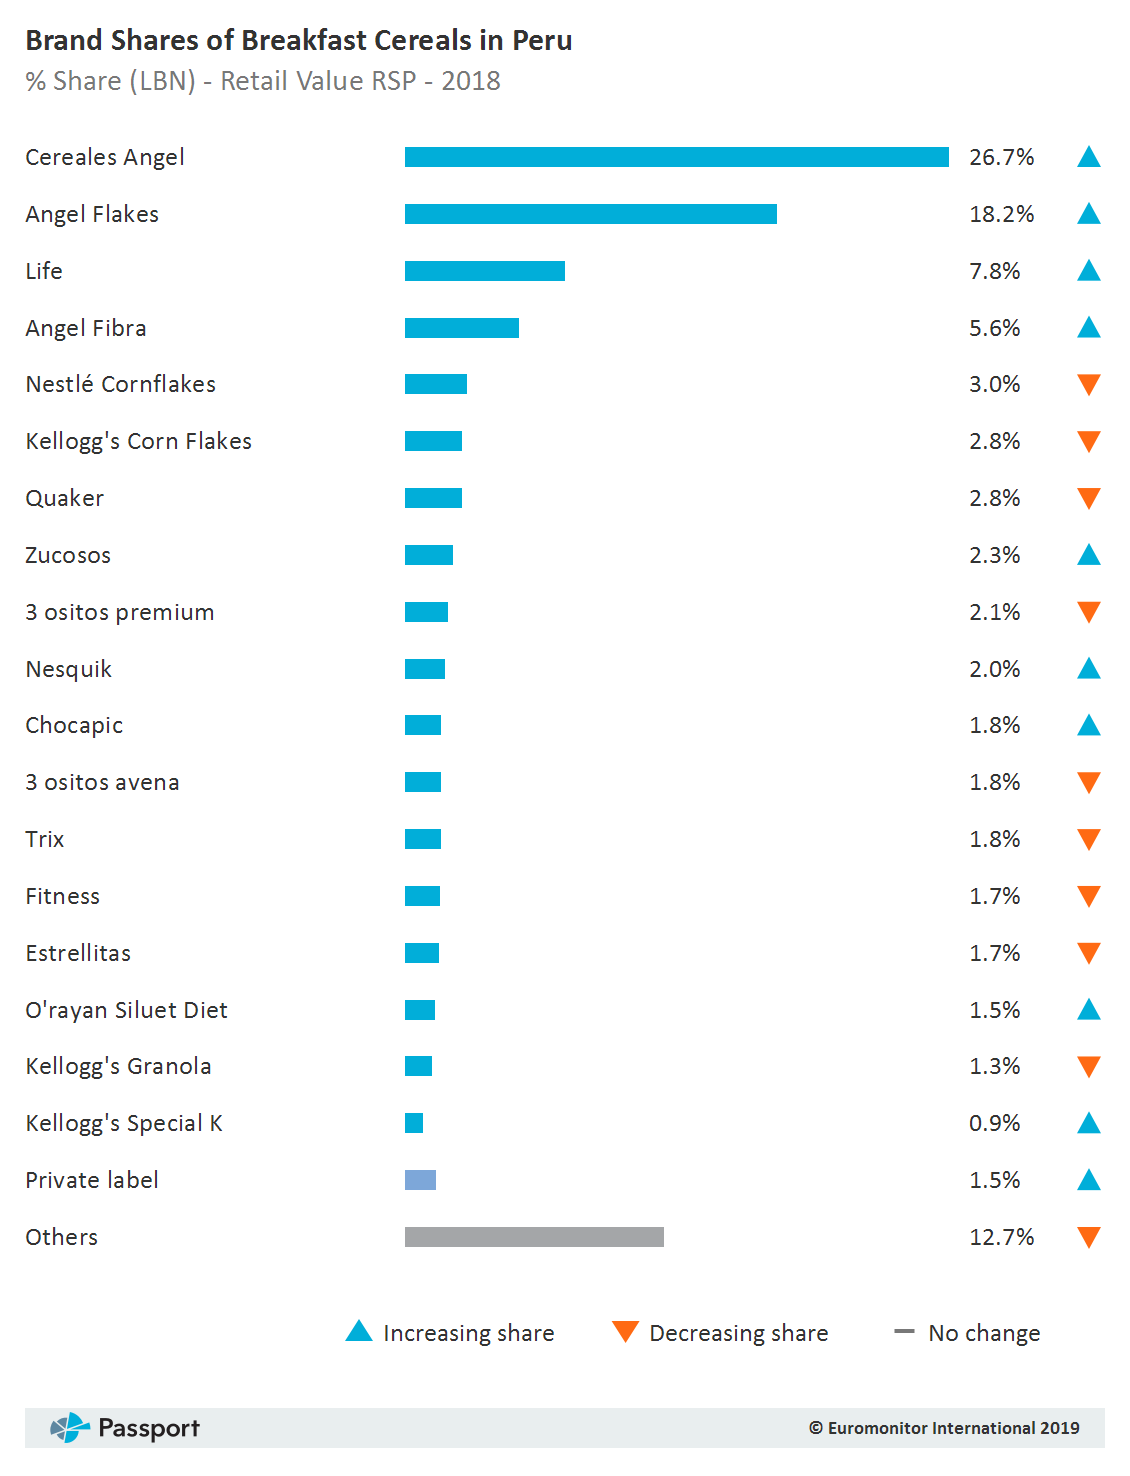 Brand Shares of Breakfast Cereals in Peru
% Share (LBN) - Retail Value RSP - 2018
Cereales Angel 26.7%
Angel Flakes 18.2%
Life 7.8%
Angel Fibra 5.6%
Nestlé Cornflakes 3.0%
Kellogg's Corn Flakes 2.8%
Quaker 2.8%
Zucosos 2.3%
3 ositos premium 2.1%
Nesquik 2.0%
Chocapic 1.8%
3 ositos avena 1.8%
Trix 1.8%
Fitness 1.7%
Estrellitas 1.7%
O'rayan Siluet Diet 1.5%
Kellogg's Granola 1.3%
Kellogg's Special K 0.9%
Private label 1.5%
Others 12.7%
Increasing share Decreasing share No change
Passport © Euromonitor International 2019